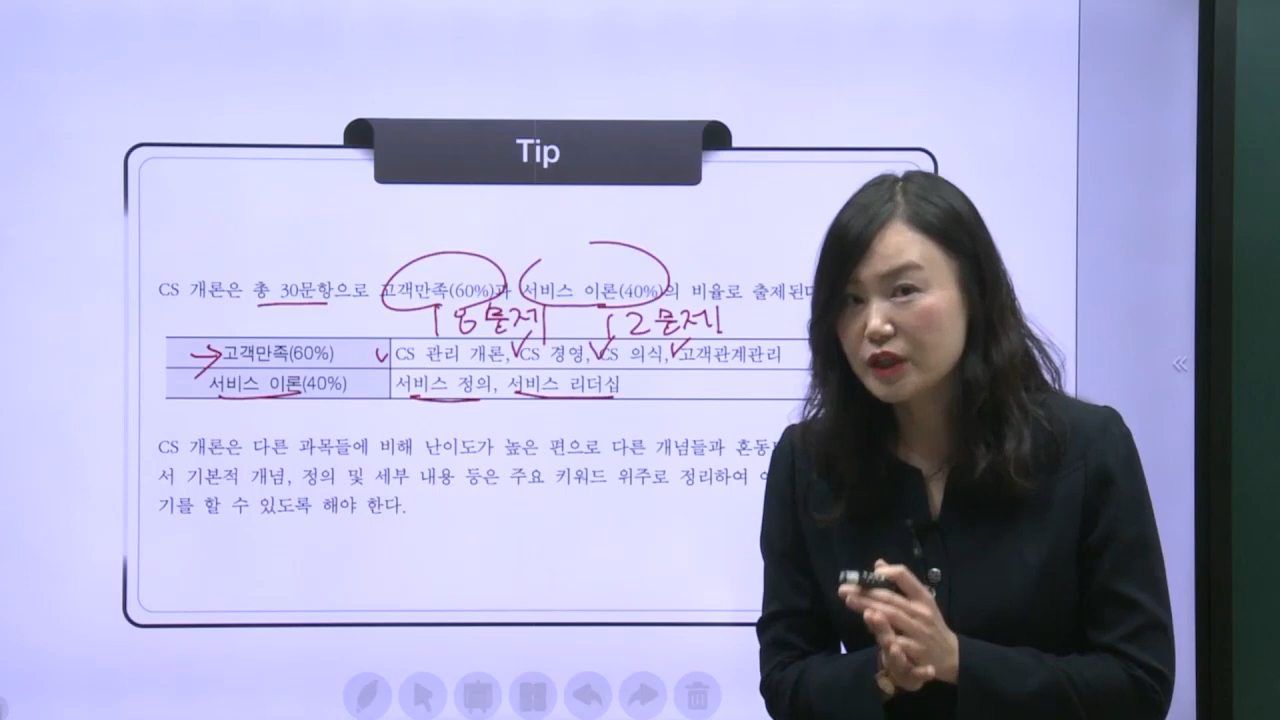 Tip
CS 개론은 총 30문항으로 고객만족(60%)과 서비스 이론(40%)의 비율로 출제된
18문제 12문제
고객만족(60%) CS 관리 개론, CS 경영, CS 의식, 고객관계관리
서비스 이론(40%) 서비스 정의, 서비스 리더십
CS 개론은 다른 과목들에 비해 난이도가 높은 편으로 다른 개념들과 혼동
서 기본적 개념, 정의 및 세부 내용 등은 주요 키워드 위주로 정리하여
기를 할 수 있도록 해야 한다.